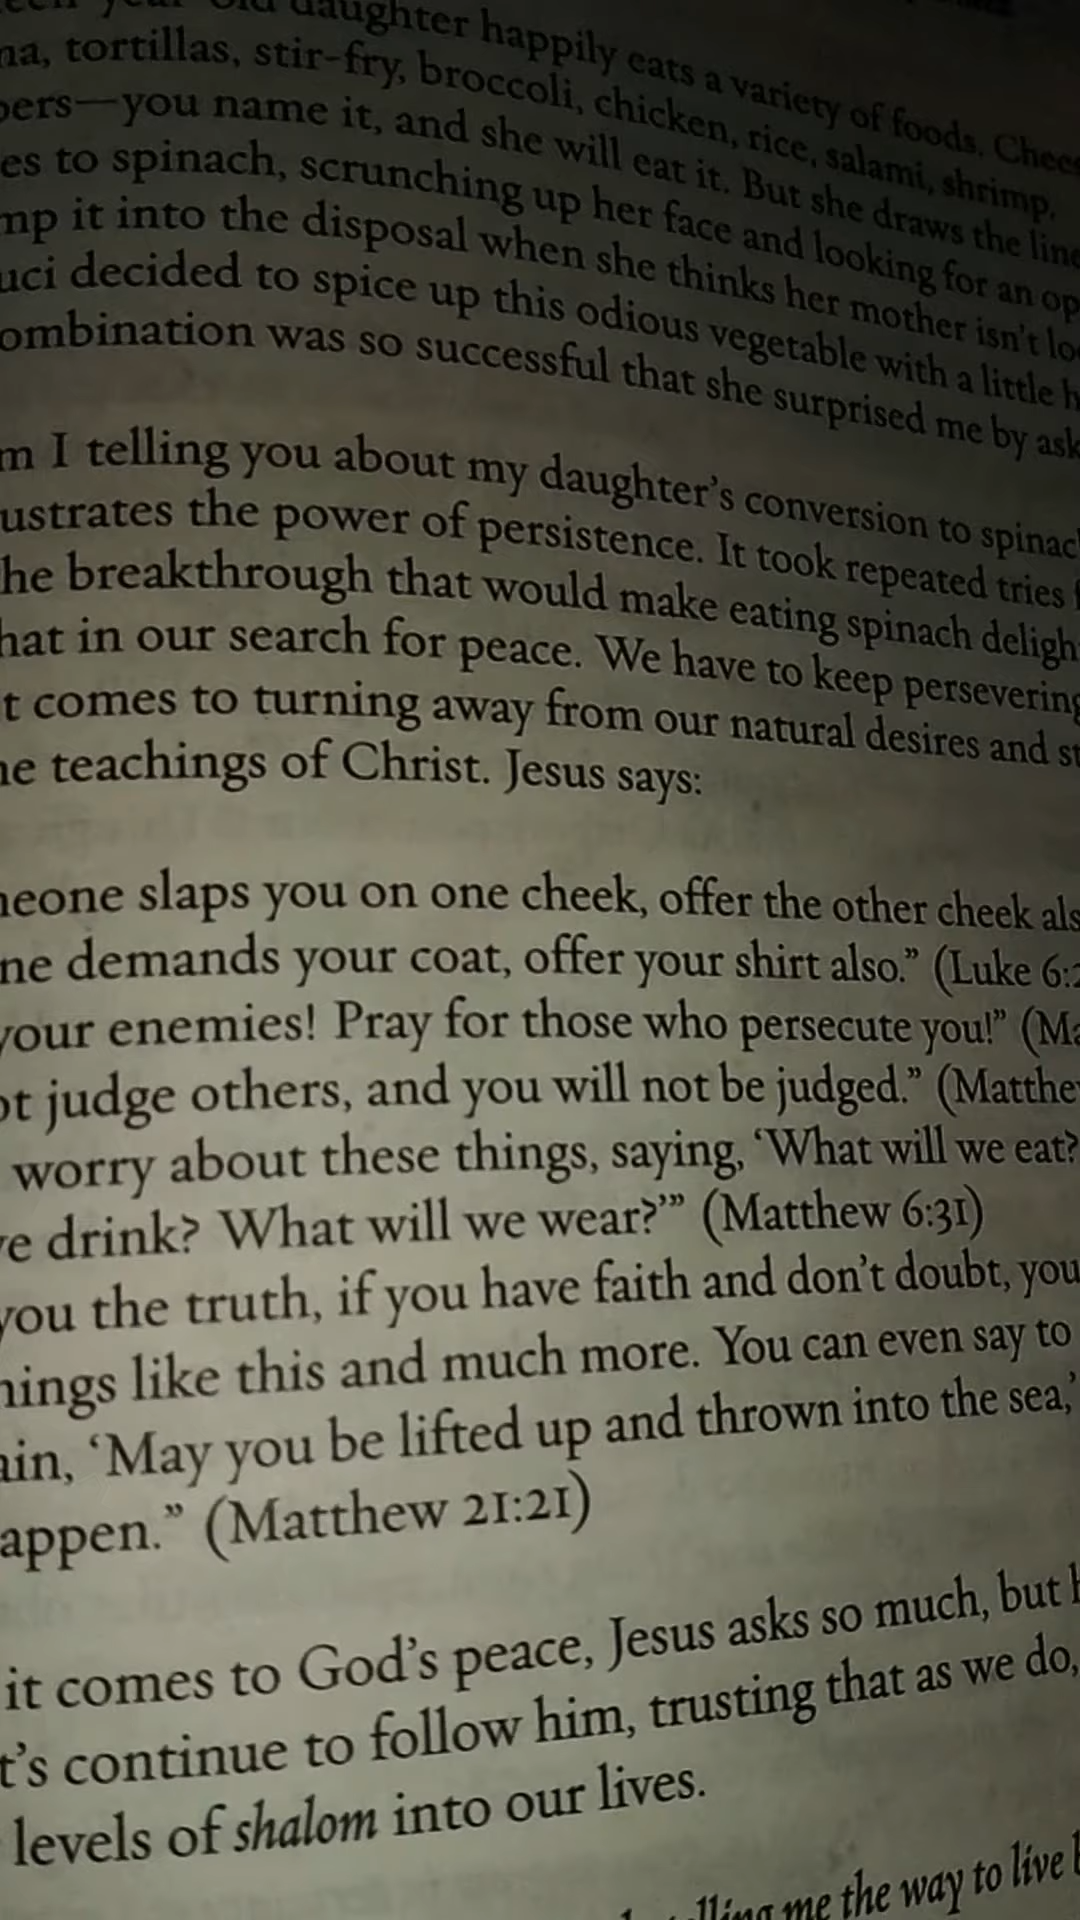 daughter happily eats a variety of foods. Chees
na, tortillas, stir-fry, broccoli, chicken, rice, salami, shrimp,
pers—you name it, and she will eat it. But she draws the line
es to spinach, scrunching up her face and looking for an op
mp it into the disposal when she thinks her mother isn't lo
uci decided to spice up this odious vegetable with a little h
ombination was so successful that she surprised me by ask
m I telling you about my daughter's conversion to spinach
ustrates the power of persistence. It took repeated tries
he breakthrough that would make eating spinach deligh
hat in our search for peace. We have to keep persevering
t comes to turning away from our natural desires and st
ne teachings of Christ. Jesus says:
neone slaps you on one cheek, offer the other cheek als
ne demands your coat, offer your shirt also.” (Luke 6:2
your enemies! Pray for those who persecute you!” (Ma
ot judge others, and you will not be judged.” (Matthew
worry about these things, saying, ‘What will we eat?
ve drink? What will we wear?’” (Matthew 6:31)
you the truth, if you have faith and don't doubt, you
hings like this and much more. You can even say to
ain, ‘May you be lifted up and thrown into the sea,’
appen.” (Matthew 21:21)
it comes to God's peace, Jesus asks so much, but h
t's continue to follow him, trusting that as we do,
levels of shalom into our lives.
me the way to live